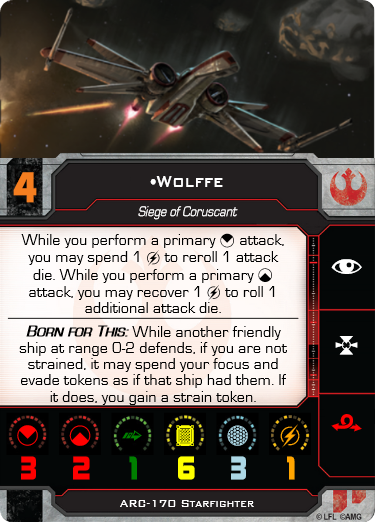 4
•Wolffe
Siege of Coruscant
While you perform a primary attack,
you may spend 1 to reroll 1 attack
die. While you perform a primary
attack, you may recover 1 to roll 1
additional attack die.
Born for This: While another friendly
ship at range 0-2 defends, if you are not
strained, it may spend your focus and
evade tokens as if that ship had them. If
it does, you gain a strain token.
3 2 1 6 3 1
ARC-170 Starfighter
© LFL ©AMG